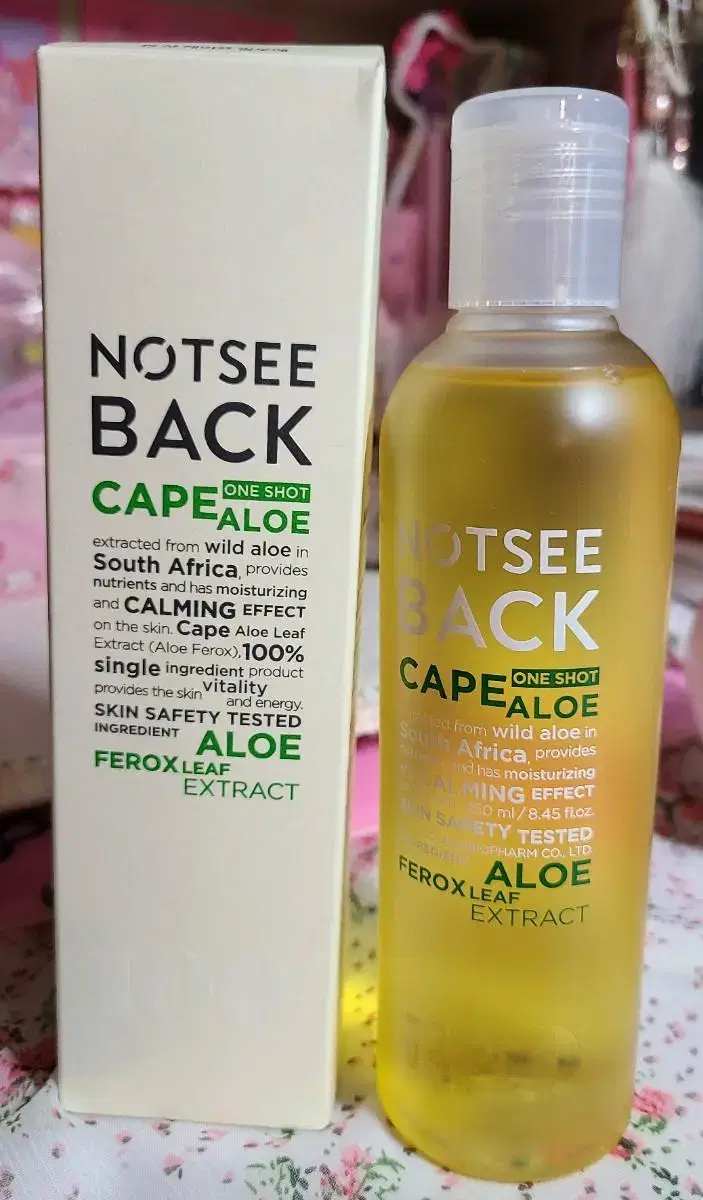 NOTSEE
BACK
CAPE ONE SHOT
ALOE
extracted from wild aloe in
South Africa, provides
nutrients and has moisturizing
and CALMING EFFECT
on the skin. Cape Aloe Leaf
Extract (Aloe Ferox), 100%
single ingredient product
provides the skin vitality
and energy.
SKIN SAFETY TESTED
INGREDIENT ALOE
FEROX LEAF
EXTRACT
NOTSEE
BACK
CAPE ONE SHOT
ALOE
from wild aloe in
South Africa, provides
and has moisturizing
CALMING EFFECT
250 ml / 8.45 fl.oz.
SKIN SAFETY TESTED
CO., LTD.
ALOE
FEROX LEAF
EXTRACT